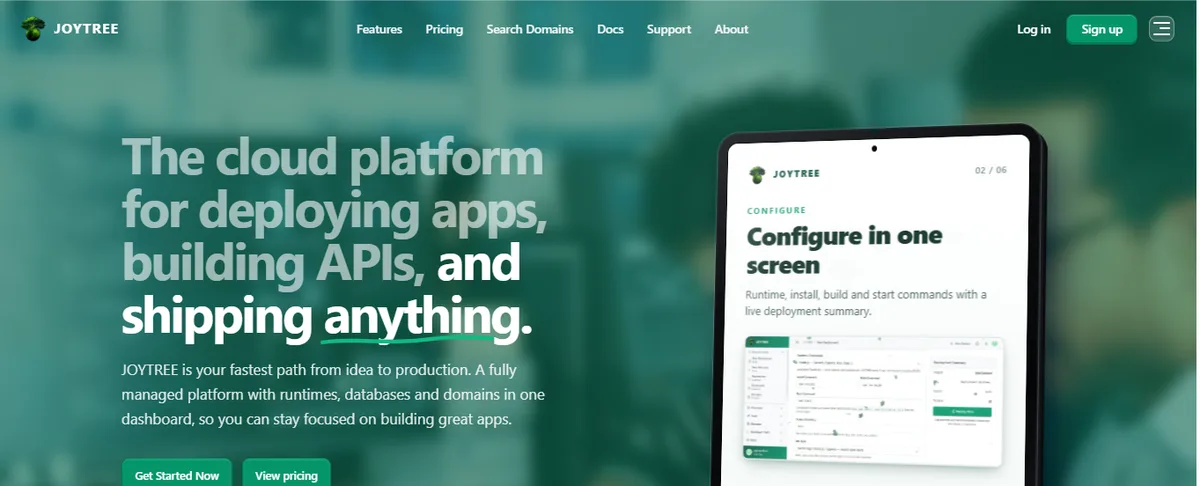 JOYTREE
Features
Pricing
Search Domains
Docs
Support
About
Log in
Sign up
The cloud platform
for deploying apps,
building APIs, and
shipping anything.
JOYTREE is your fastest path from idea to production. A fully
managed platform with runtimes, databases and domains in one
dashboard, so you can stay focused on building great apps.
Get Started Now
View pricing
JOYTREE
02 / 06
CONFIGURE
Configure in one
screen
Runtime, install, build and start commands with a
live deployment summary.
JOYTREE